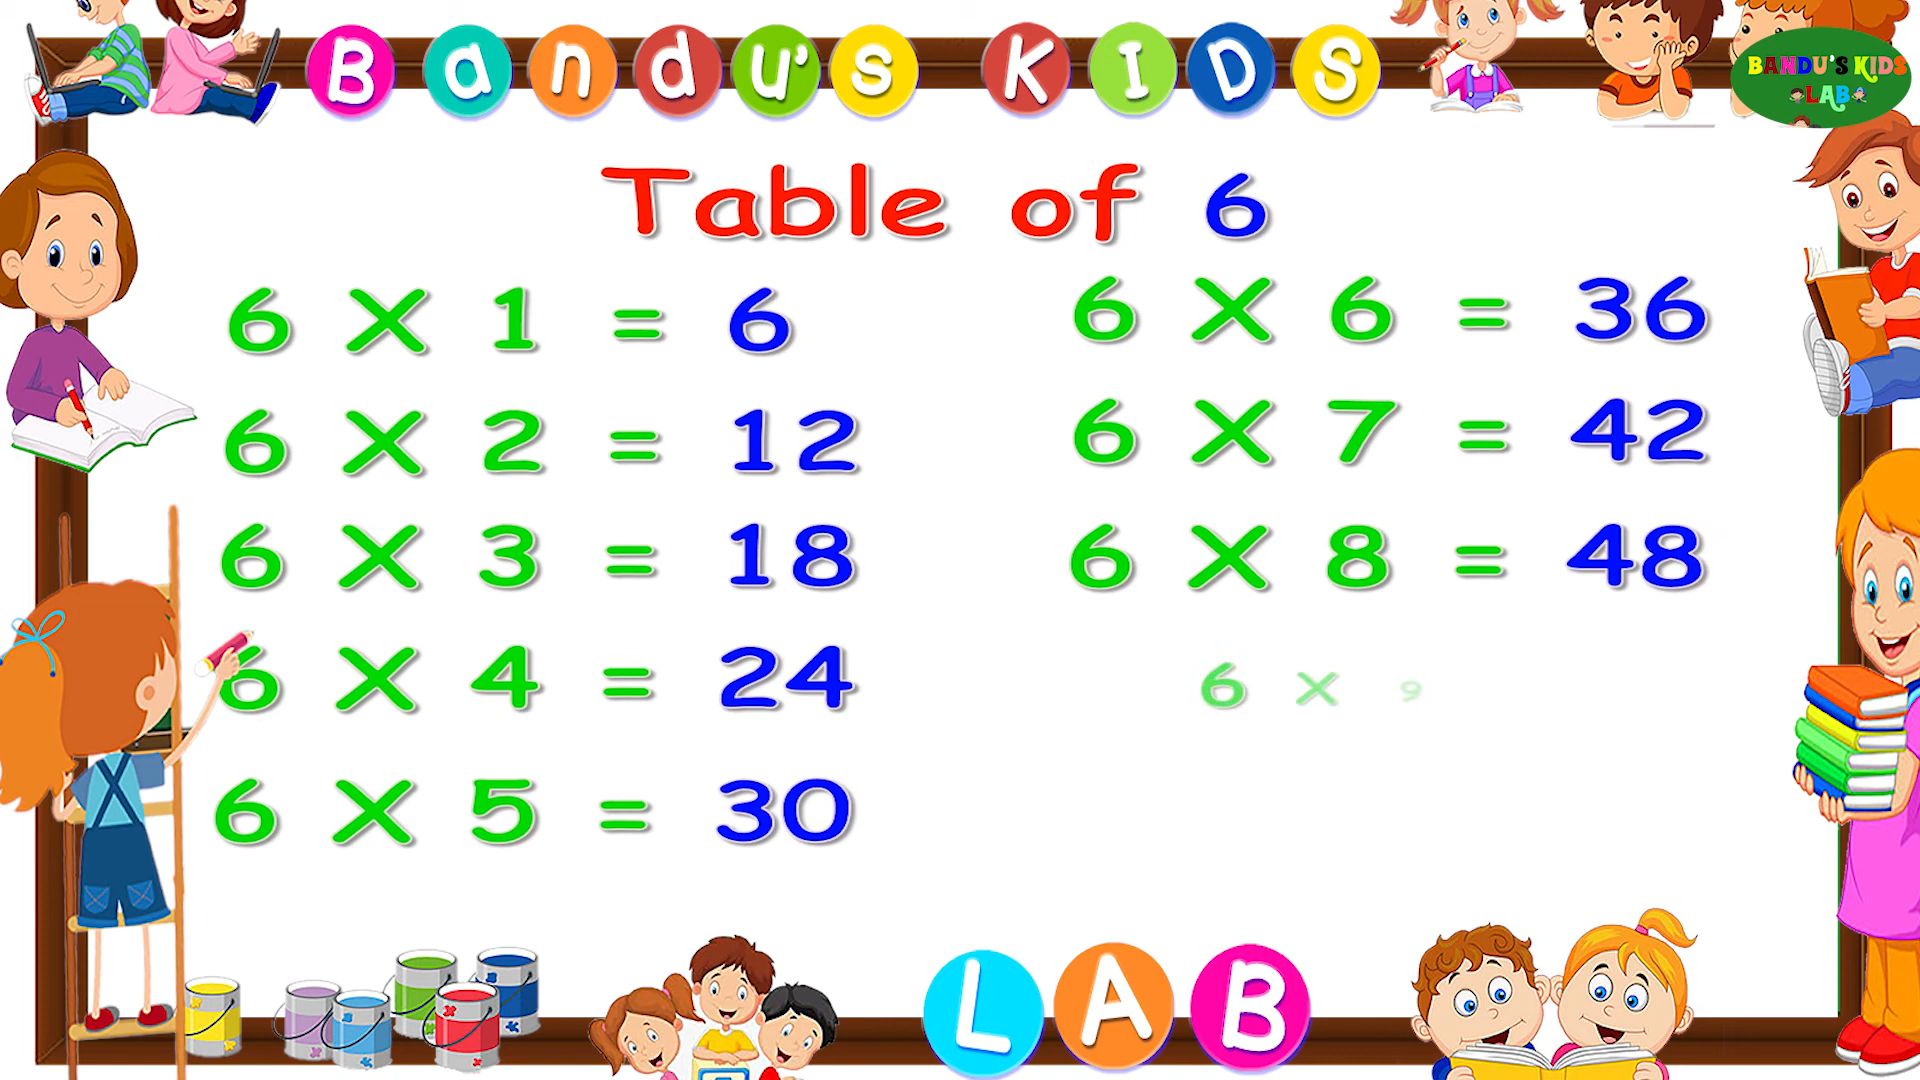 Bandu's KIDS
BANDU'S KIDS
LAB
Table of 6
6 X 1 = 6
6 X 2 = 12
6 X 3 = 18
6 X 4 = 24
6 X 5 = 30
6 X 6 = 36
6 X 7 = 42
6 X 8 = 48
6 X 9
LAB